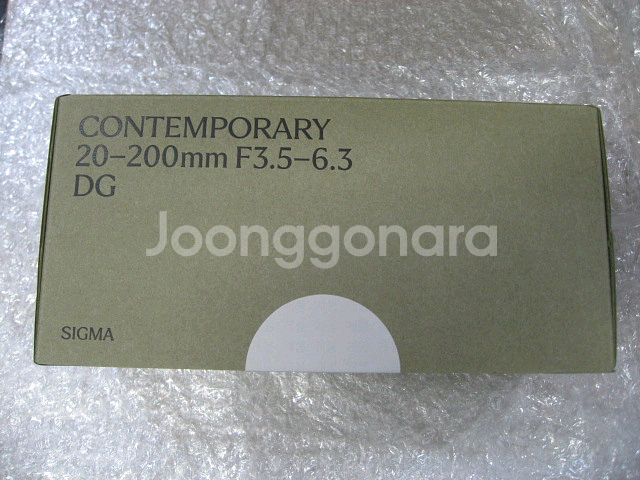 CONTEMPORARY
20–200mm F3.5–6.3
DG
Joonggonara
SIGMA